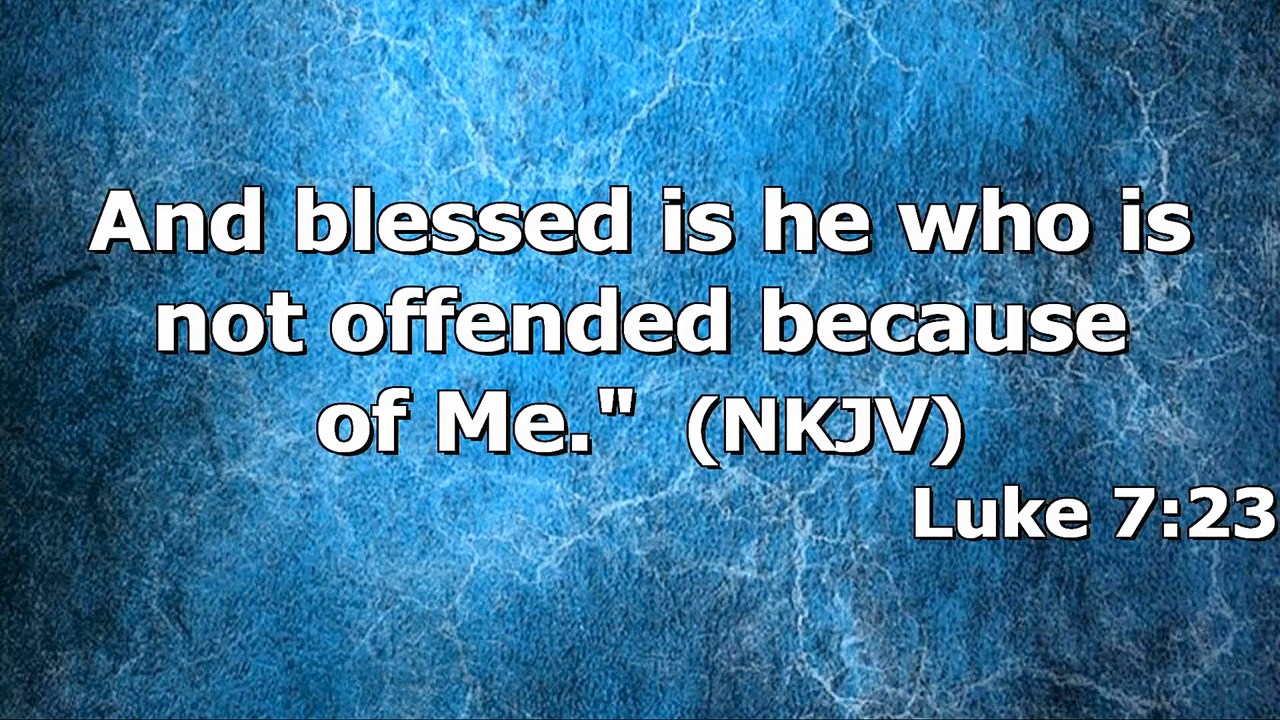 And blessed is he who is
not offended because
of Me."  (NKJV)
Luke 7:23